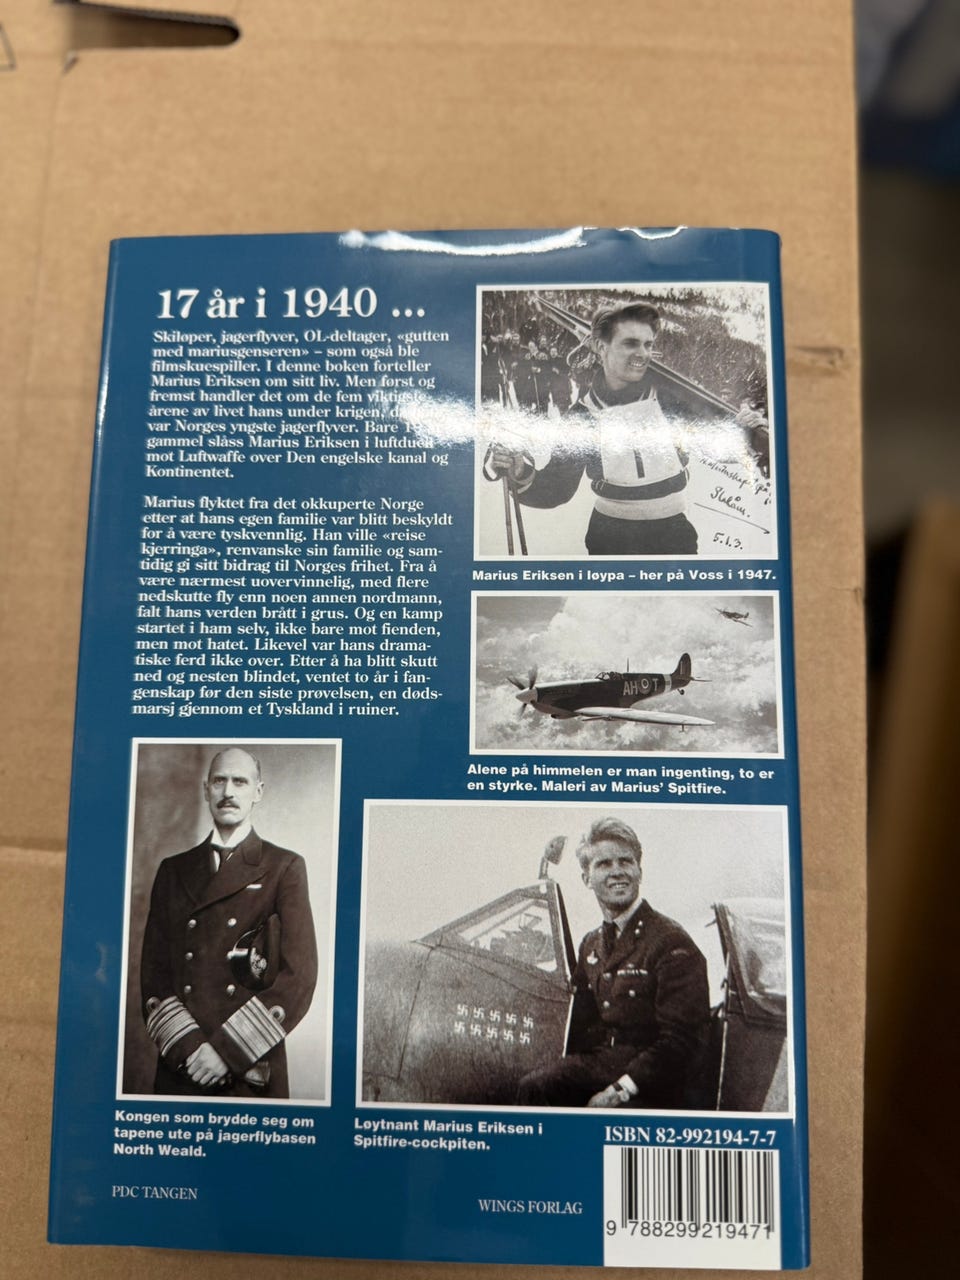 17 år i 1940 ...
Skiløper, jagerflyver, OL-deltager, «gutten
med mariusgenseren» – som også ble
filmskuespiller. I denne boken forteller
Marius Eriksen om sitt liv. Men først og
fremst handler det om de fem viktigste
årene av livet hans under krigen, da
var Norges yngste jagerflyver. Bare
gammel slåss Marius Eriksen i luftduell
mot Luftwaffe over Den engelske kanal og
Kontinentet.
Marius flyktet fra det okkuperte Norge
etter at hans egen familie var blitt beskyldt
for å være tyskvennlig. Han ville «reise
kjerringa», renvanske sin familie og sam-
tidig gi sitt bidrag til Norges frihet. Fra å
være nærmest uovervinnelig, med flere
nedskutte fly enn noen annen nordmann,
falt hans verden brått i grus. Og en kamp
startet i ham selv, ikke bare mot fienden,
men mot hatet. Likevel var hans drama-
tiske ferd ikke over. Etter å ha blitt skutt
ned og nesten blindet, ventet to år i fan-
genskap før den siste prøvelsen, en døds-
marsj gjennom et Tyskland i ruiner.
1
5.1.3.
Marius Eriksen i løypa – her på Voss i 1947.
AH T
Alene på himmelen er man ingenting, to er
en styrke. Maleri av Marius' Spitfire.
Kongen som brydde seg om
tapene ute på jagerflybasen
North Weald.
Løytnant Marius Eriksen i
Spitfire-cockpiten.
PDC TANGEN
WINGS FORLAG
ISBN 82-992194-7-7
9 788299 219471